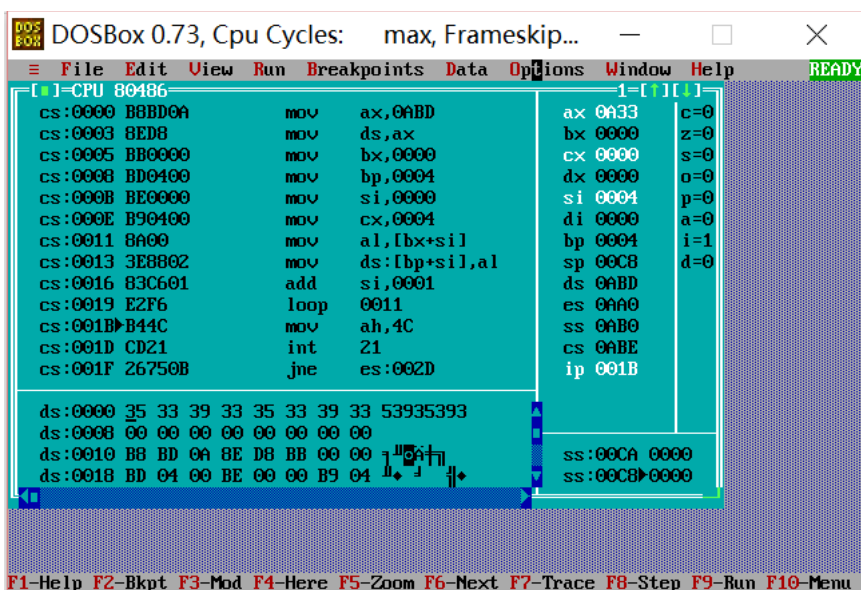 DOSBox 0.73, Cpu Cycles: max, Frameskip...
≡ File Edit View Run Breakpoints Data Options Window Help READY
[■]=CPU 80486 1=[↑][↓]
cs:0000 B8BD0A mov ax,0ABD ax 0A33 c=0
cs:0003 8ED8 mov ds,ax bx 0000 z=0
cs:0005 BB0000 mov bx,0000 cx 0000 s=0
cs:0008 BD0400 mov bp,0004 dx 0000 o=0
cs:000B BE0000 mov si,0000 si 0004 p=0
cs:000E B90400 mov cx,0004 di 0000 a=0
cs:0011 8A00 mov al,[bx+si] bp 0004 i=1
cs:0013 3E8802 mov ds:[bp+si],al sp 00C8 d=0
cs:0016 83C601 add si,0001 ds 0ABD
cs:0019 E2F6 loop 0011 es 0AA0
cs:001B►B44C mov ah,4C ss 0AB0
cs:001D CD21 int 21 cs 0ABE
cs:001F 26750B jne es:002D ip 001B
ds:0000 35 33 39 33 35 33 39 33 53935393
ds:0008 00 00 00 00 00 00 00 00
ds:0010 B8 BD 0A 8E D8 BB 00 00 ss:00CA 0000
ds:0018 BD 04 00 BE 00 00 B9 04 ss:00C8►0000
F1-Help F2-Bkpt F3-Mod F4-Here F5-Zoom F6-Next F7-Trace F8-Step F9-Run F10-Menu